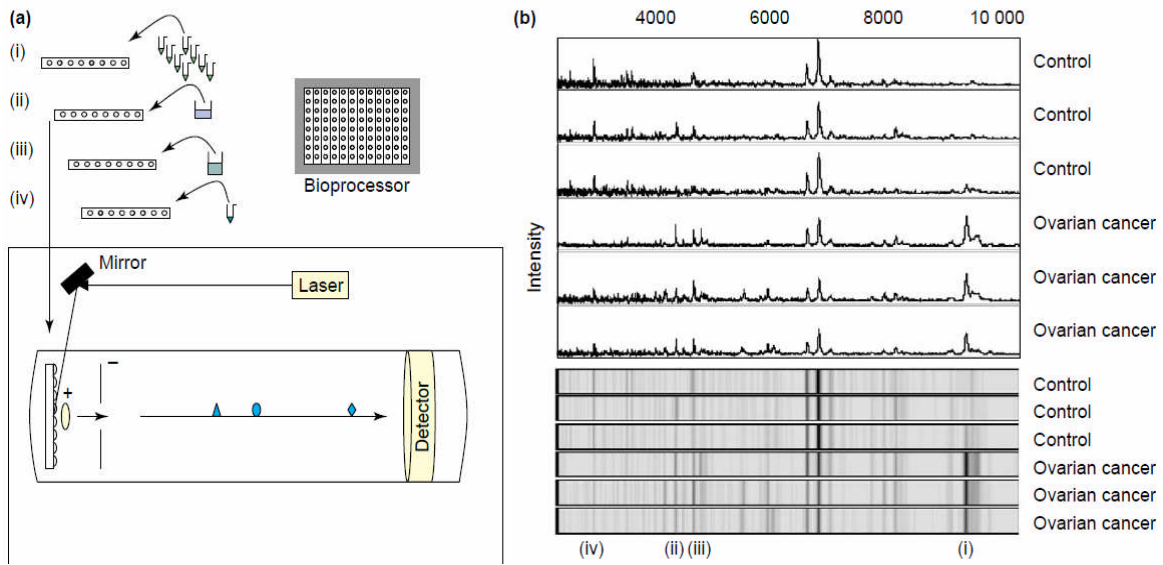 (a)
(i)
(ii)
(iii)
(iv)
Bioprocessor
Mirror
Laser
+
−
Detector
(b)
4000 6000 8000 10 000
Intensity
Control
Control
Control
Ovarian cancer
Ovarian cancer
Ovarian cancer
Control
Control
Control
Ovarian cancer
Ovarian cancer
Ovarian cancer
(iv) (ii) (iii) (i)